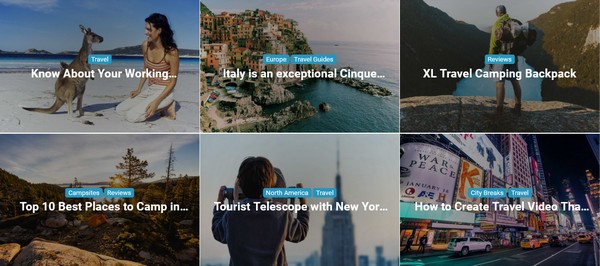 Travel
Know About Your Working...
Europe Travel Guides
Italy is an exceptional Cinque...
Reviews
XL Travel Camping Backpack
Campsites Reviews
Top 10 Best Places to Camp in...
North America Travel
Tourist Telescope with New Yor...
City Breaks Travel
How to Create Travel Video Tha...
WAR
PEACE